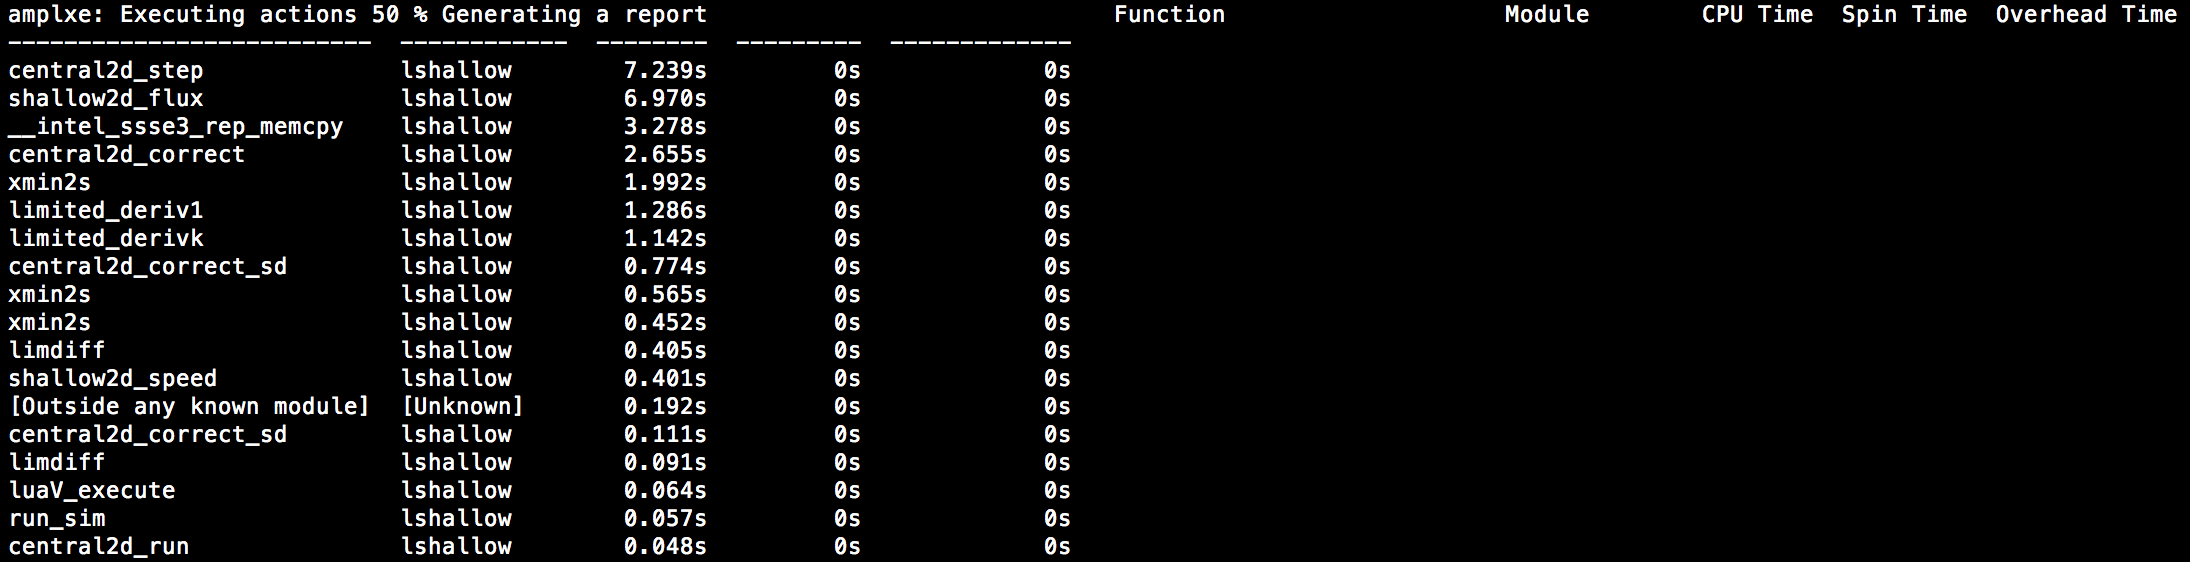 amplxe: Executing actions 50 % Generating a report                             Function                    Module        CPU Time  Spin Time  Overhead Time
--------------------------  ------------  --------  ---------  -------------
central2d_step              lshallow        7.239s         0s             0s
shallow2d_flux              lshallow        6.970s         0s             0s
__intel_ssse3_rep_memcpy    lshallow        3.278s         0s             0s
central2d_correct           lshallow        2.655s         0s             0s
xmin2s                      lshallow        1.992s         0s             0s
limited_deriv1              lshallow        1.286s         0s             0s
limited_derivk              lshallow        1.142s         0s             0s
central2d_correct_sd        lshallow        0.774s         0s             0s
xmin2s                      lshallow        0.565s         0s             0s
xmin2s                      lshallow        0.452s         0s             0s
limdiff                     lshallow        0.405s         0s             0s
shallow2d_speed             lshallow        0.401s         0s             0s
[Outside any known module]  [Unknown]       0.192s         0s             0s
central2d_correct_sd        lshallow        0.111s         0s             0s
limdiff                     lshallow        0.091s         0s             0s
luaV_execute                lshallow        0.064s         0s             0s
run_sim                     lshallow        0.057s         0s             0s
central2d_run               lshallow        0.048s         0s             0s